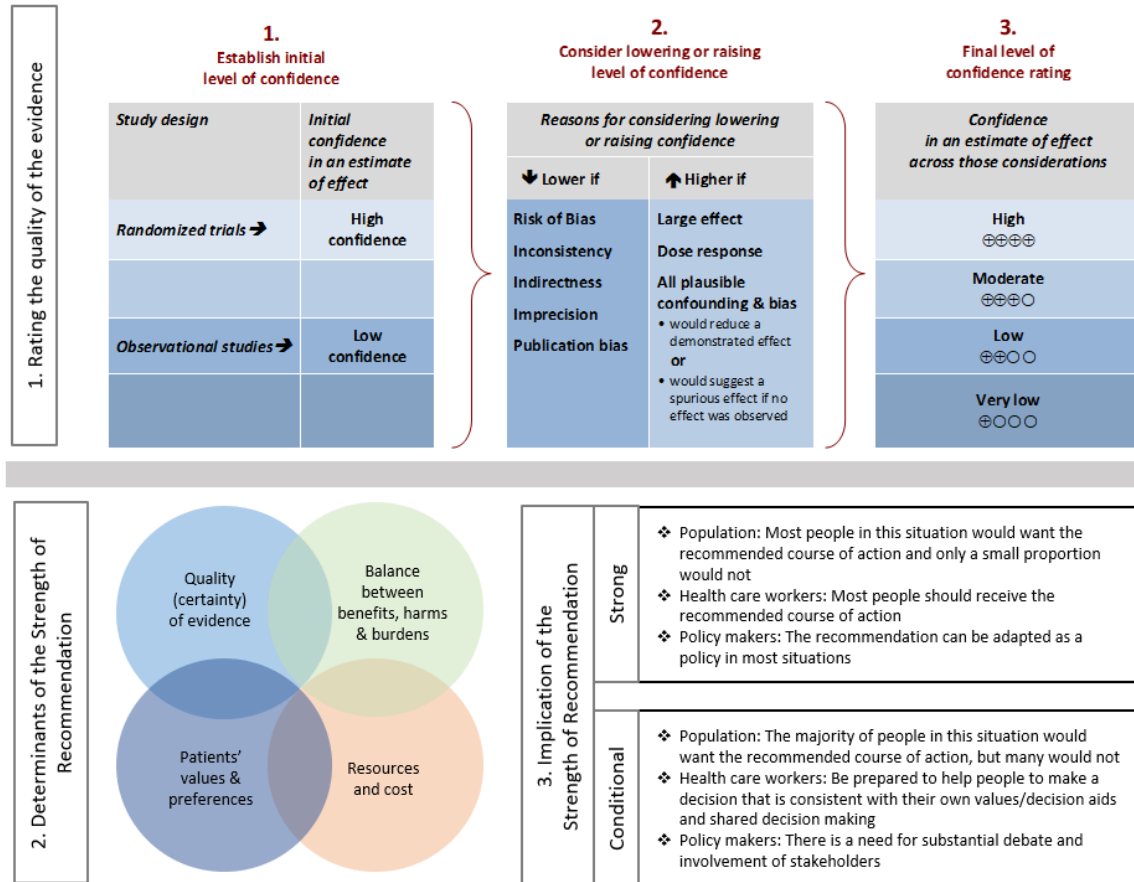 1. Rating the quality of the evidence
1.
Establish initial
level of confidence
Study design
Initial
confidence
in an estimate
of effect
Randomized trials ➔
High
confidence
Observational studies ➔
Low
confidence
2.
Consider lowering or raising
level of confidence
Reasons for considering lowering
or raising confidence
🡇 Lower if
🡅 Higher if
Risk of Bias
Inconsistency
Indirectness
Imprecision
Publication bias
Large effect
Dose response
All plausible
confounding & bias
• would reduce a
demonstrated effect
or
• would suggest a
spurious effect if no
effect was observed
3.
Final level of
confidence rating
Confidence
in an estimate of effect
across those considerations
High
⊕⊕⊕⊕
Moderate
⊕⊕⊕○
Low
⊕⊕○○
Very low
⊕○○○
2. Determinants of the Strength of
Recommendation
Quality
(certainty)
of evidence
Balance
between
benefits, harms
& burdens
Patients'
values &
preferences
Resources
and cost
3. Implication of the
Strength of Recommendation
Strong
❖ Population: Most people in this situation would want the
recommended course of action and only a small proportion
would not
❖ Health care workers: Most people should receive the
recommended course of action
❖ Policy makers: The recommendation can be adapted as a
policy in most situations
Conditional
❖ Population: The majority of people in this situation would
want the recommended course of action, but many would not
❖ Health care workers: Be prepared to help people to make a
decision that is consistent with their own values/decision aids
and shared decision making
❖ Policy makers: There is a need for substantial debate and
involvement of stakeholders